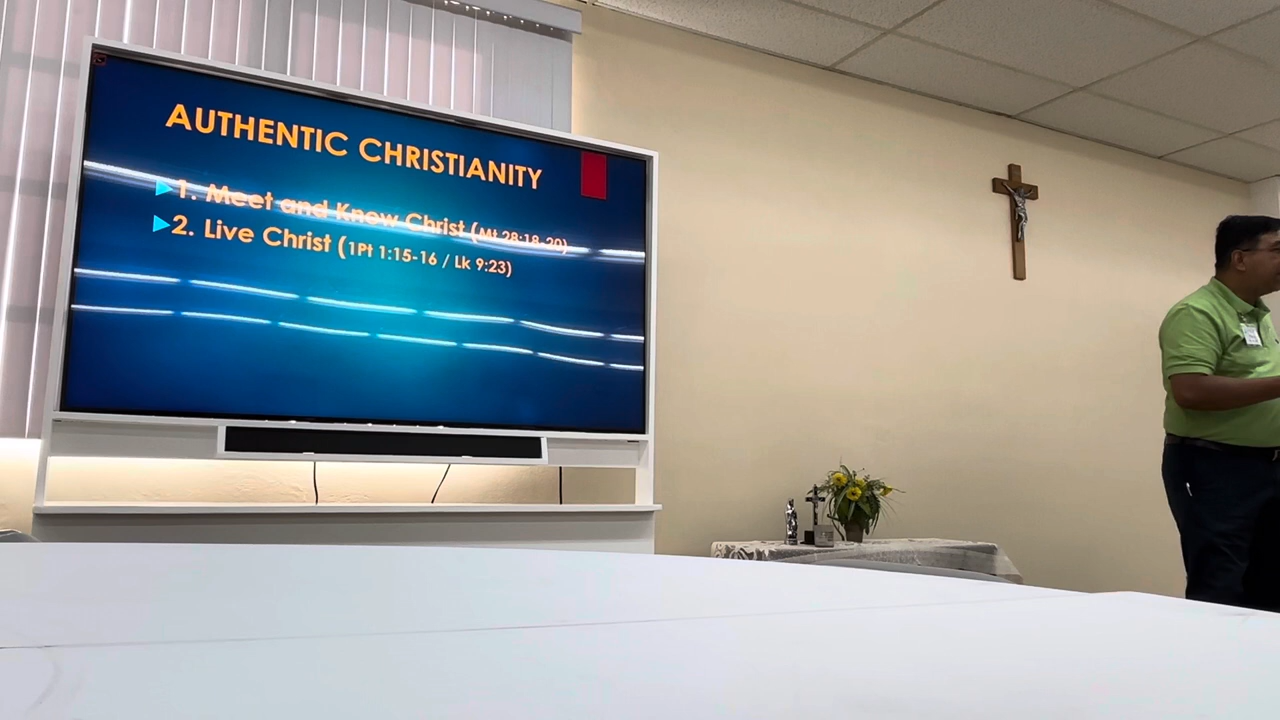 AUTHENTIC CHRISTIANITY
1. Meet and Know Christ (Mt 28:18-20)
2. Live Christ (1Pt 1:15-16 / Lk 9:23)